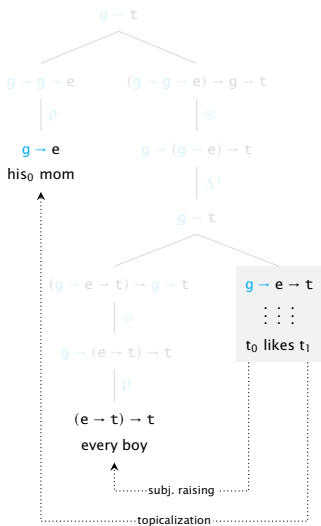 g → t
g → g → e (g → g → e) → g → t
ρ ⊛
g → e g → (g → e) → t
his₀ mom Λ¹
g → t
(g → e → t) → g → t g → e → t
⊛ ⋮ ⋮ ⋮
g → (e → t) → t t₀ likes t₁
ρ
(e → t) → t
every boy
subj. raising
topicalization